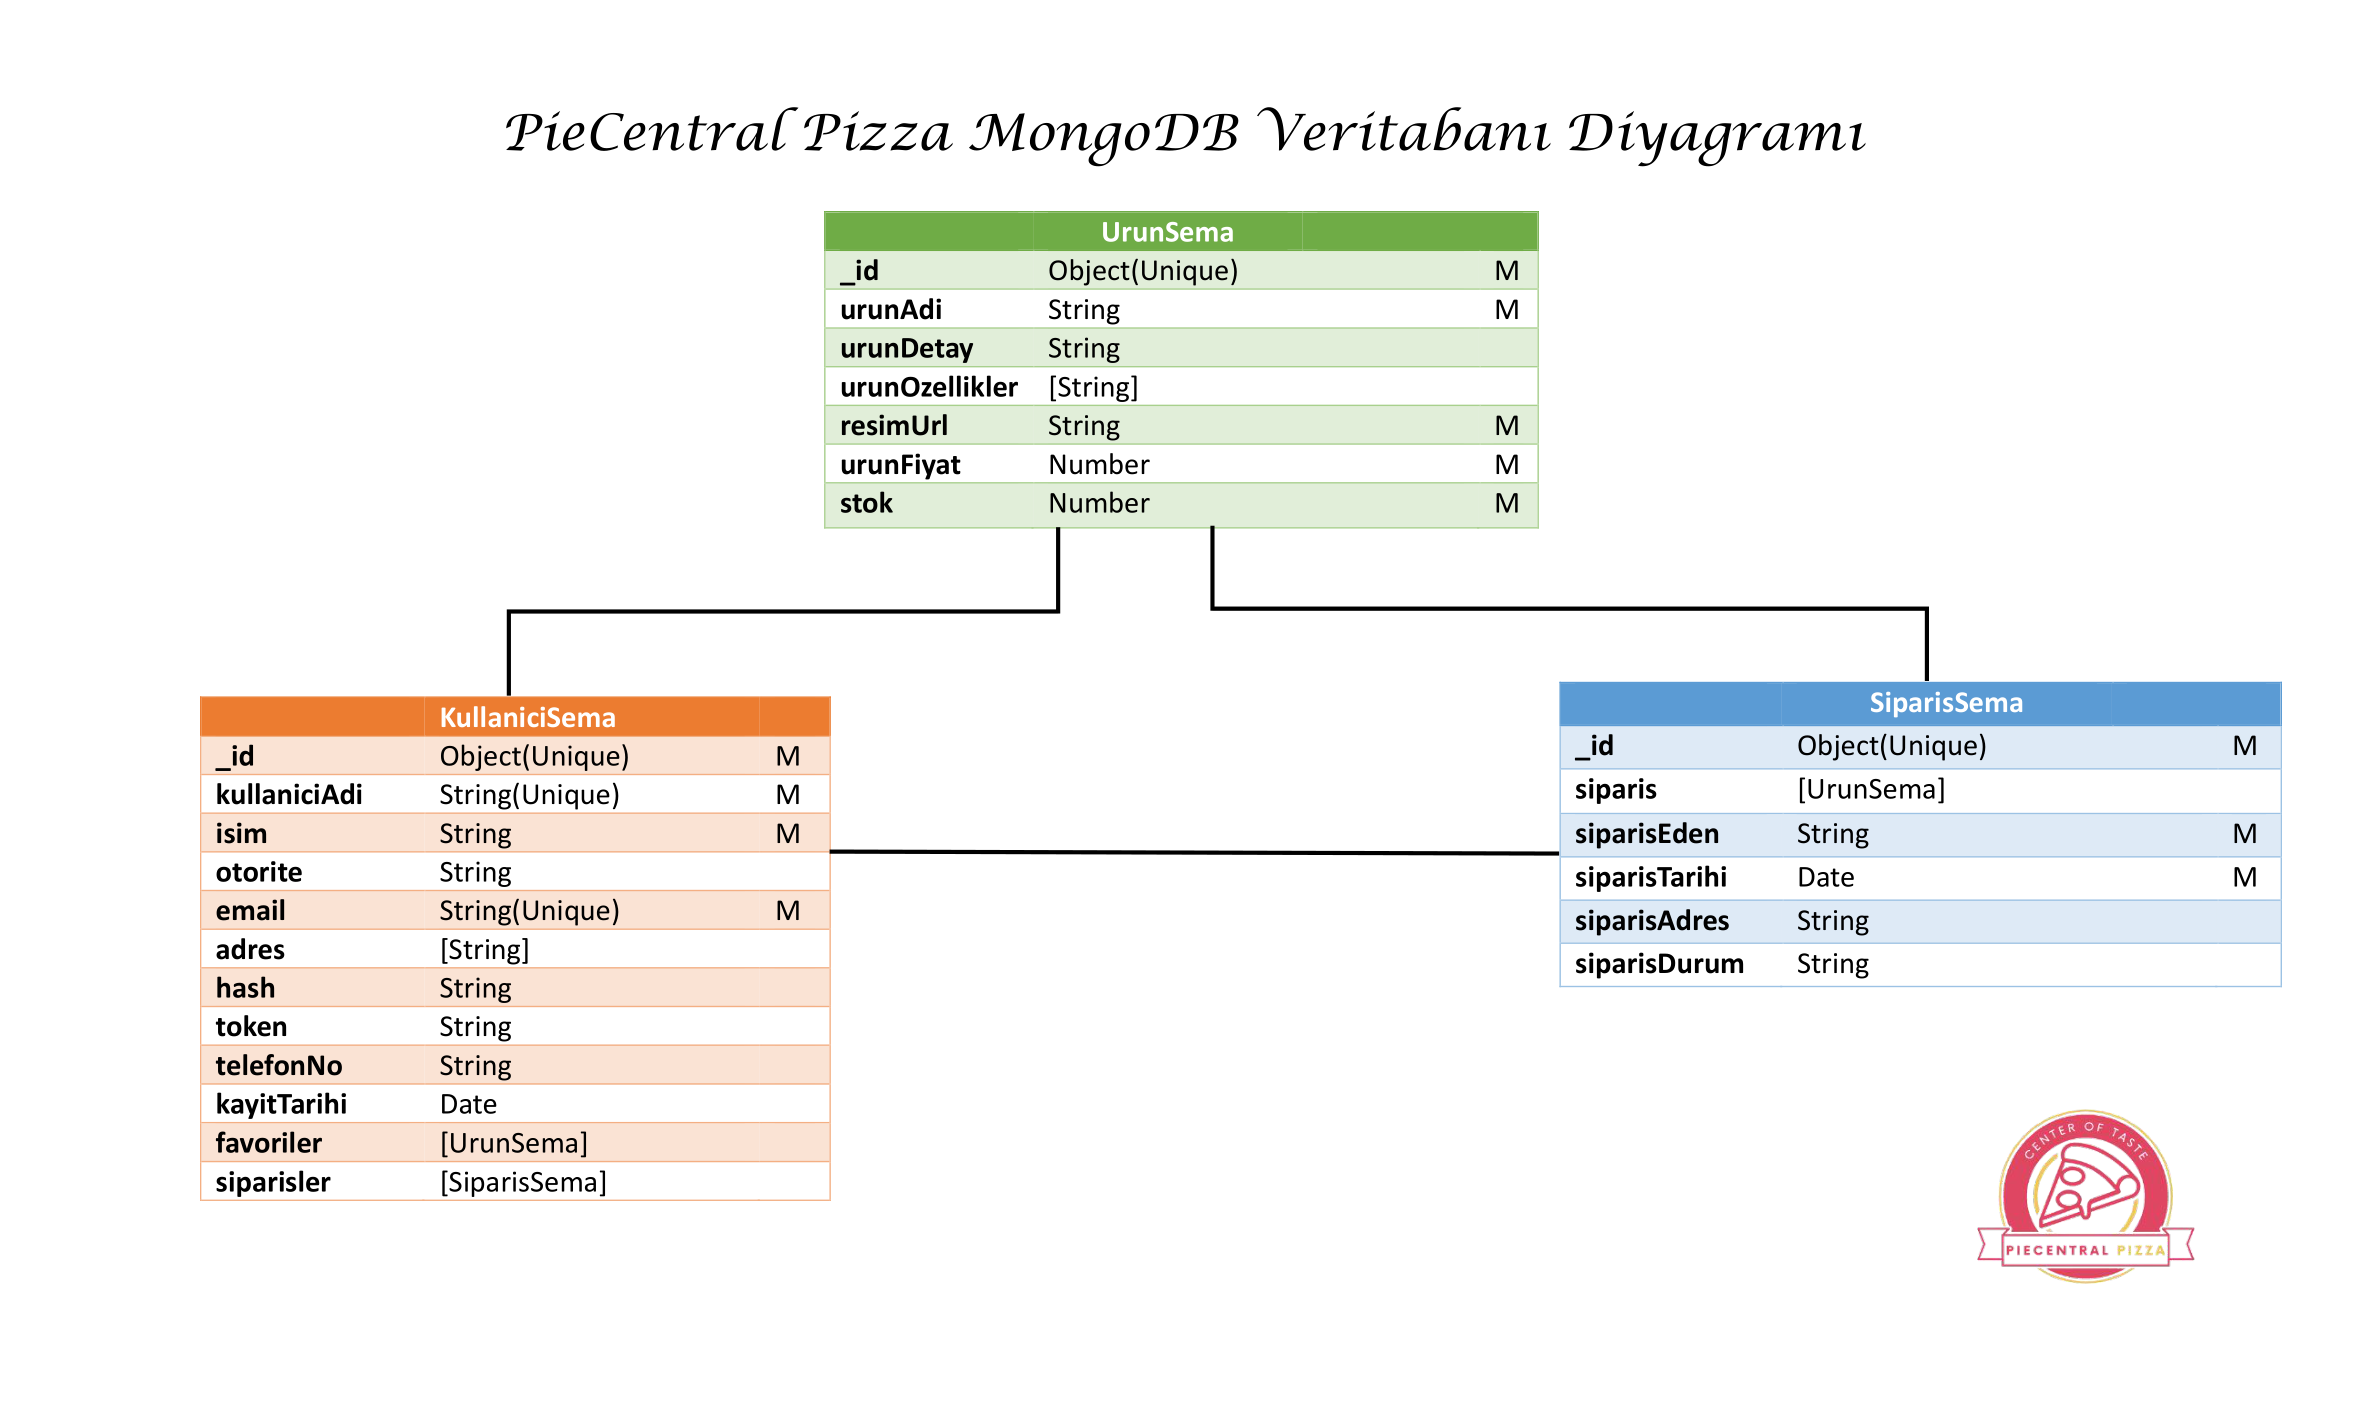 PieCentral Pizza MongoDB Veritabanı Diyagramı
UrunSema
_id Object(Unique) M
urunAdi String M
urunDetay String
urunOzellikler [String]
resimUrl String M
urunFiyat Number M
stok Number M
KullaniciSema
_id Object(Unique) M
kullaniciAdi String(Unique) M
isim String M
otorite String
email String(Unique) M
adres [String]
hash String
token String
telefonNo String
kayitTarihi Date
favoriler [UrunSema]
siparisler [SiparisSema]
SiparisSema
_id Object(Unique) M
siparis [UrunSema]
siparisEden String M
siparisTarihi Date M
siparisAdres String
siparisDurum String
CENTER OF TASTE
PIECENTRAL PIZZA